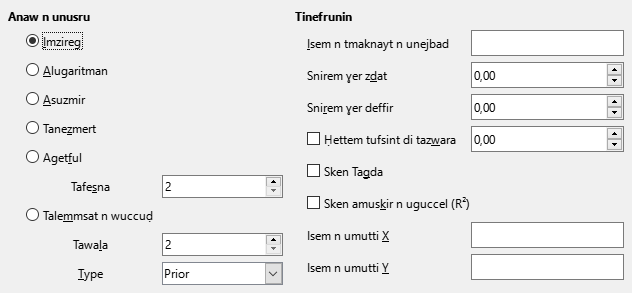 Anaw n unusru
Imzireg
Alugaritman
Asuzmir
Tanezmert
Agetful
Tafesna
2
Talemmsat n wuccuḍ
Tawala
2
Type
Prior
Tinefrunin
Isem n tmaknayt n unejbad
Snirem ɣer zdat
0,00
Snirem ɣer deffir
0,00
Ḥettem tufsint di tazwara
0,00
Sken Tagda
Sken amuskir n uguccel (R²)
Isem n umutti X
Isem n umutti Y